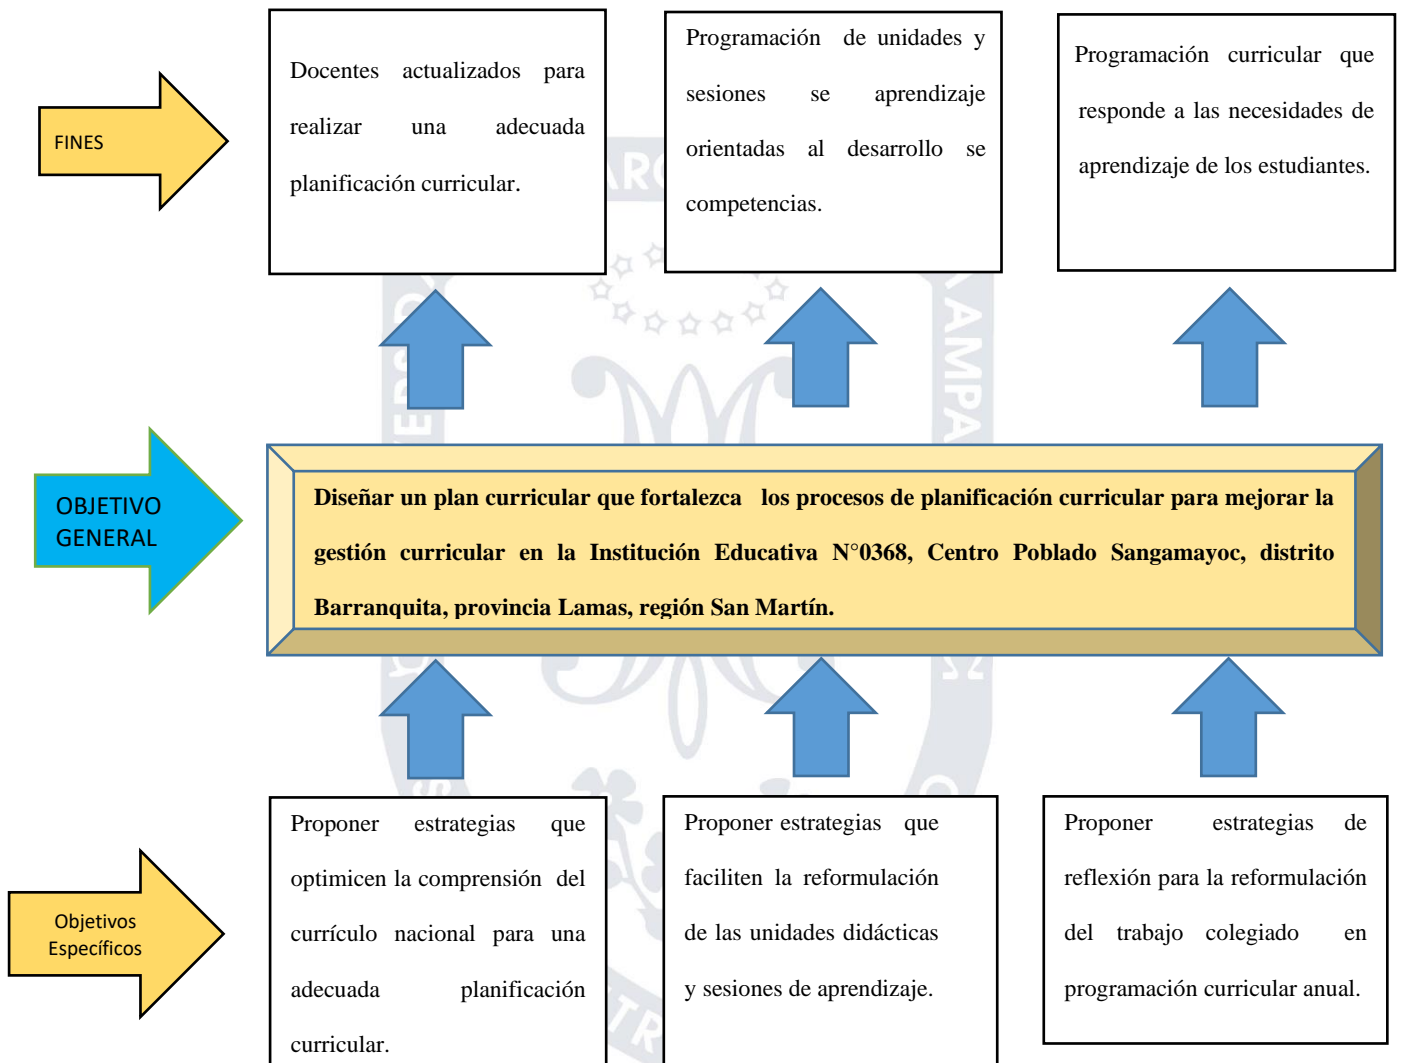 FINES
Docentes actualizados para
realizar una adecuada
planificación curricular.
Programación de unidades y
sesiones se aprendizaje
orientadas al desarrollo se
competencias.
Programación curricular que
responde a las necesidades de
aprendizaje de los estudiantes.
OBJETIVO
GENERAL
Diseñar un plan curricular que fortalezca los procesos de planificación curricular para mejorar la
gestión curricular en la Institución Educativa N°0368, Centro Poblado Sangamayoc, distrito
Barranquita, provincia Lamas, región San Martín.
Objetivos
Específicos
Proponer estrategias que
optimicen la comprensión del
currículo nacional para una
adecuada planificación
curricular.
Proponer estrategias que
faciliten la reformulación
de las unidades didácticas
y sesiones de aprendizaje.
Proponer estrategias de
reflexión para la reformulación
del trabajo colegiado en
programación curricular anual.